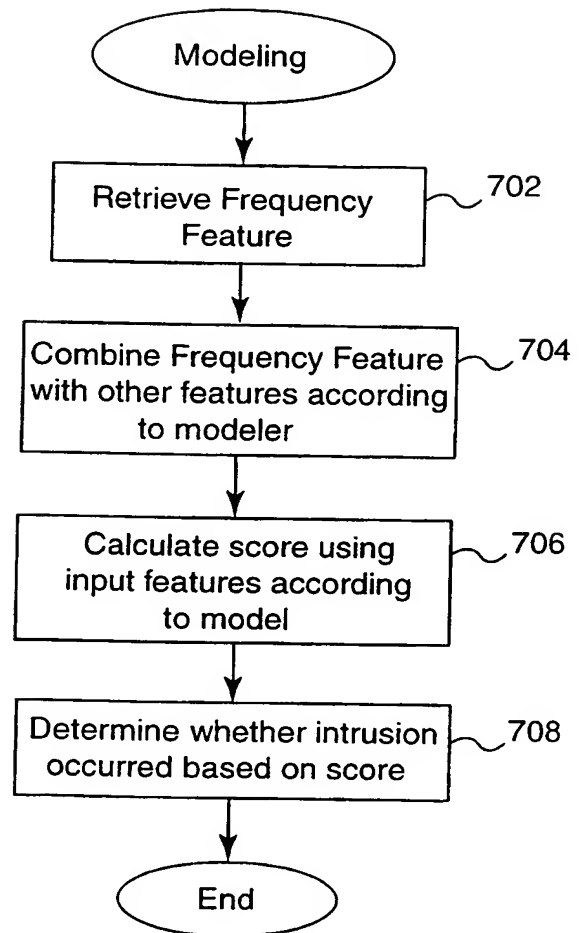 Modeling
Retrieve Frequency
Feature
702
Combine Frequency Feature
with other features according
to modeler
704
Calculate score using
input features according
to model
706
Determine whether intrusion
occurred based on score
708
End